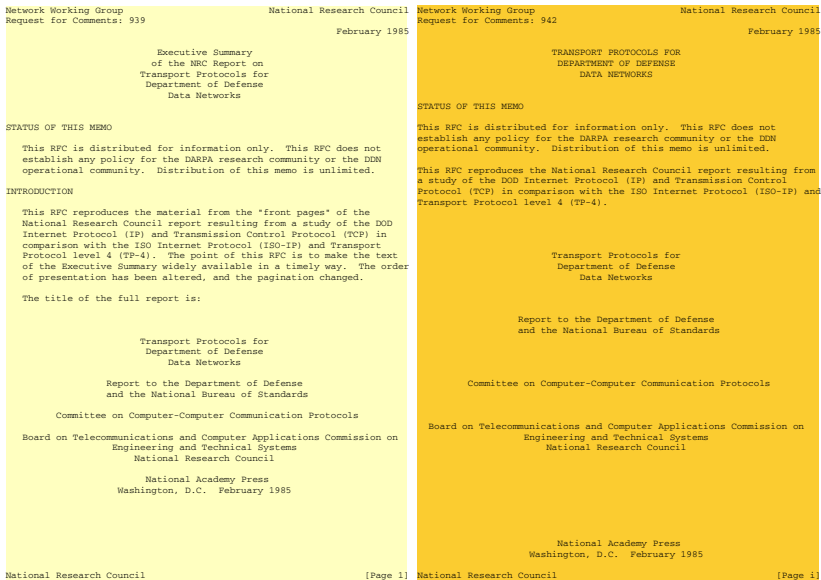 Network Working Group National Research Council
Request for Comments: 939
February 1985
Executive Summary
of the NRC Report on
Transport Protocols for
Department of Defense
Data Networks
STATUS OF THIS MEMO
This RFC is distributed for information only. This RFC does not
establish any policy for the DARPA research community or the DDN
operational community. Distribution of this memo is unlimited.
INTRODUCTION
This RFC reproduces the material from the "front pages" of the
National Research Council report resulting from a study of the DOD
Internet Protocol (IP) and Transmission Control Protocol (TCP) in
comparison with the ISO Internet Protocol (ISO-IP) and Transport
Protocol level 4 (TP-4). The point of this RFC is to make the text
of the Executive Summary widely available in a timely way. The order
of presentation has been altered, and the pagination changed.
The title of the full report is:
Transport Protocols for
Department of Defense
Data Networks
Report to the Department of Defense
and the National Bureau of Standards
Committee on Computer-Computer Communication Protocols
Board on Telecommunications and Computer Applications Commission on
Engineering and Technical Systems
National Research Council
National Academy Press
Washington, D.C. February 1985
National Research Council [Page 1]
Network Working Group National Research Council
Request for Comments: 942
February 1985
TRANSPORT PROTOCOLS FOR
DEPARTMENT OF DEFENSE
DATA NETWORKS
STATUS OF THIS MEMO
This RFC is distributed for information only. This RFC does not
establish any policy for the DARPA research community or the DDN
operational community. Distribution of this memo is unlimited.
This RFC reproduces the National Research Council report resulting from
a study of the DOD Internet Protocol (IP) and Transmission Control
Protocol (TCP) in comparison with the ISO Internet Protocol (ISO-IP) and
Transport Protocol level 4 (TP-4).
Transport Protocols for
Department of Defense
Data Networks
Report to the Department of Defense
and the National Bureau of Standards
Committee on Computer-Computer Communication Protocols
Board on Telecommunications and Computer Applications Commission on
Engineering and Technical Systems
National Research Council
National Academy Press
Washington, D.C. February 1985
National Research Council [Page i]